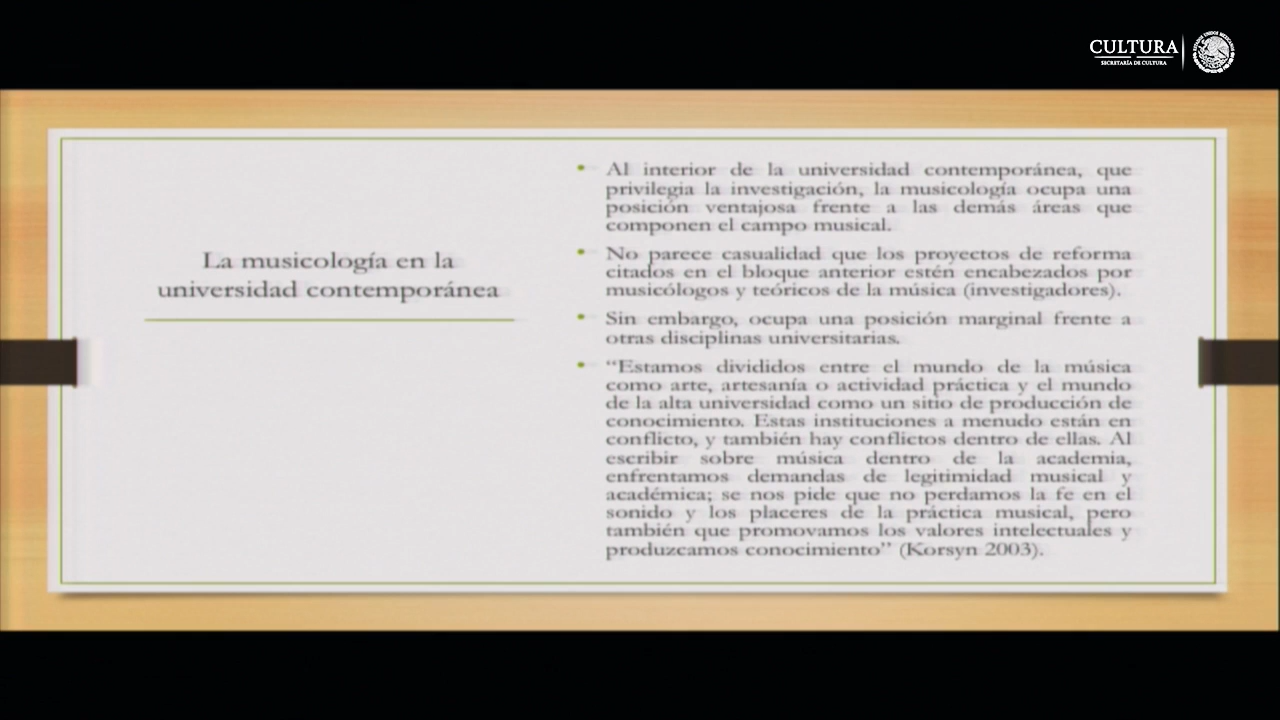 CULTURA
SECRETARÍA DE CULTURA
La musicología en la
universidad contemporánea
• Al interior de la universidad contemporánea, que
privilegia la investigación, la musicología ocupa una
posición ventajosa frente a las demás áreas que
componen el campo musical.
• No parece casualidad que los proyectos de reforma
citados en el bloque anterior estén encabezados por
musicólogos y teóricos de la música (investigadores).
• Sin embargo, ocupa una posición marginal frente a
otras disciplinas universitarias.
• “Estamos divididos entre el mundo de la música
como arte, artesanía o actividad práctica y el mundo
de la alta universidad como un sitio de producción de
conocimiento. Estas instituciones a menudo están en
conflicto, y también hay conflictos dentro de ellas. Al
escribir sobre música dentro de la academia,
enfrentamos demandas de legitimidad musical y
académica; se nos pide que no perdamos la fe en el
sonido y los placeres de la práctica musical, pero
también que promovamos los valores intelectuales y
produzcamos conocimiento” (Korsyn 2003).